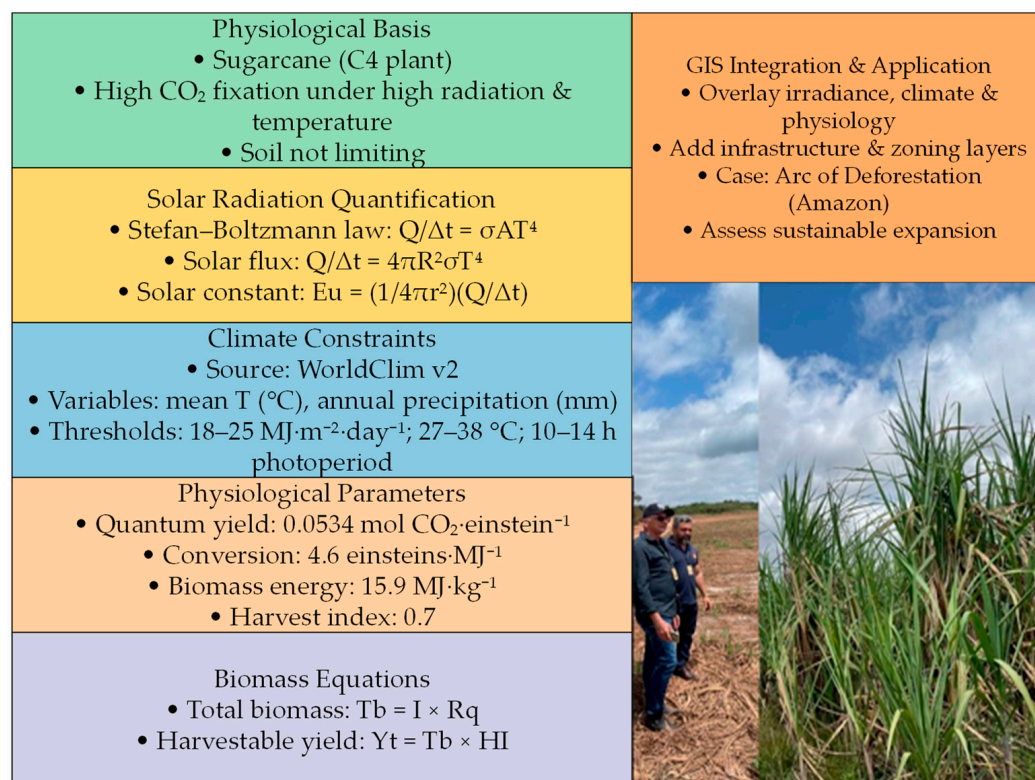 Physiological Basis
• Sugarcane (C4 plant)
• High CO₂ fixation under high radiation &
temperature
• Soil not limiting
Solar Radiation Quantification
• Stefan–Boltzmann law: Q/Δt = σAT⁴
• Solar flux: Q/Δt = 4πR²σT⁴
• Solar constant: Eu = (1/4πr²)(Q/Δt)
Climate Constraints
• Source: WorldClim v2
• Variables: mean T (°C), annual precipitation (mm)
• Thresholds: 18–25 MJ·m⁻²·day⁻¹; 27–38 °C; 10–14 h
photoperiod
Physiological Parameters
• Quantum yield: 0.0534 mol CO₂·einstein⁻¹
• Conversion: 4.6 einsteins·MJ⁻¹
• Biomass energy: 15.9 MJ·kg⁻¹
• Harvest index: 0.7
Biomass Equations
• Total biomass: Tb = I × Rq
• Harvestable yield: Yt = Tb × HI
GIS Integration & Application
• Overlay irradiance, climate &
physiology
• Add infrastructure & zoning layers
• Case: Arc of Deforestation
(Amazon)
• Assess sustainable expansion